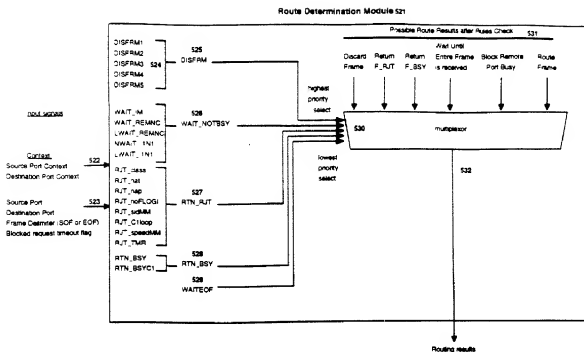 Route Determination Module 521
Possible Route Results after Rules Check 531
Discard Frame
Return F_RJT
Return F_BSY
Wait Until Entire Frame is received
Block Remote Port Busy
Route Frame
DISFRM1
DISFRM2
DISFRM3 524
DISFRM4
DISFRM5
525
DISFRM
highest priority select
Input signals
WAIT_IM
WAIT_REMNC
LWAIT_REMNC
NWAIT_1N1
LWAIT_1N1
526
WAIT_NOTBSY
530
multiplexor
lowest priority select
532
Context
522
Source Port Context
Destination Port Context
523
Source Port
Destination Port
Frame Delimiter (SOF or EOF)
Blocked request timeout flag
RJT_class
RJT_nst
RJT_nap
RJT_noFLOGI
RJT_sidMM
RJT_C1loop
RJT_speedMM
RJT_TMR
527
RTN_RJT
RTN_BSY
RTN_BSYC1
528
RTN_BSY
529
WAITEOF
Routing results